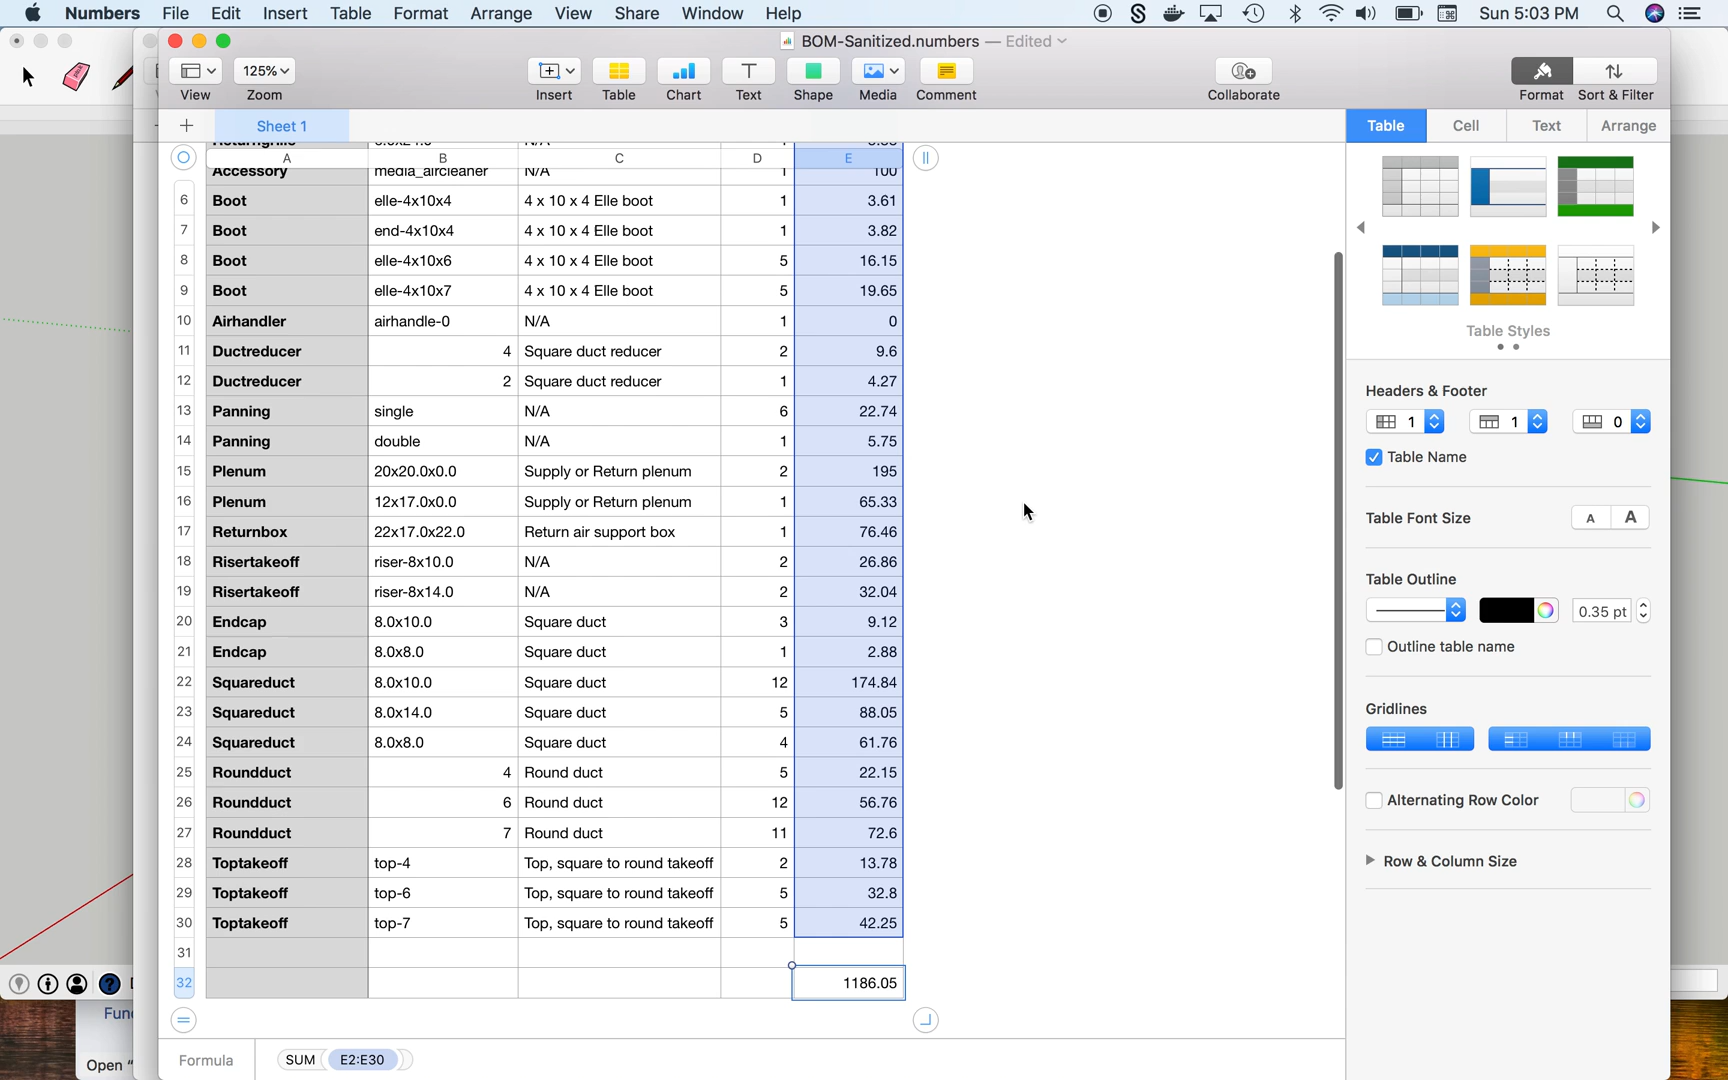 Numbers File Edit Insert Table Format Arrange View Share Window Help Sun 5:03 PM
BOM-Sanitized.numbers — Edited
125%
View Zoom Insert Table Chart Text Shape Media Comment Collaborate Format Sort & Filter
Sheet 1 Table Cell Text Arrange
A B C D E
Accessory media_aircleaner N/A 1 100
6 Boot elle-4x10x4 4 x 10 x 4 Elle boot 1 3.61
7 Boot end-4x10x4 4 x 10 x 4 Elle boot 1 3.82
8 Boot elle-4x10x6 4 x 10 x 4 Elle boot 5 16.15
9 Boot elle-4x10x7 4 x 10 x 4 Elle boot 5 19.65
10 Airhandler airhandle-0 N/A 1 0
11 Ductreducer 4 Square duct reducer 2 9.6
12 Ductreducer 2 Square duct reducer 1 4.27
13 Panning single N/A 6 22.74
14 Panning double N/A 1 5.75
15 Plenum 20x20.0x0.0 Supply or Return plenum 2 195
16 Plenum 12x17.0x0.0 Supply or Return plenum 1 65.33
17 Returnbox 22x17.0x22.0 Return air support box 1 76.46
18 Risertakeoff riser-8x10.0 N/A 2 26.86
19 Risertakeoff riser-8x14.0 N/A 2 32.04
20 Endcap 8.0x10.0 Square duct 3 9.12
21 Endcap 8.0x8.0 Square duct 1 2.88
22 Squareduct 8.0x10.0 Square duct 12 174.84
23 Squareduct 8.0x14.0 Square duct 5 88.05
24 Squareduct 8.0x8.0 Square duct 4 61.76
25 Roundduct 4 Round duct 5 22.15
26 Roundduct 6 Round duct 12 56.76
27 Roundduct 7 Round duct 11 72.6
28 Toptakeoff top-4 Top, square to round takeoff 2 13.78
29 Toptakeoff top-6 Top, square to round takeoff 5 32.8
30 Toptakeoff top-7 Top, square to round takeoff 5 42.25
31
32 1186.05
Formula SUM E2:E30
Table Styles
Headers & Footer
1 1 0
Table Name
Table Font Size A A
Table Outline
0.35 pt
Outline table name
Gridlines
Alternating Row Color
Row & Column Size
Func
Open “